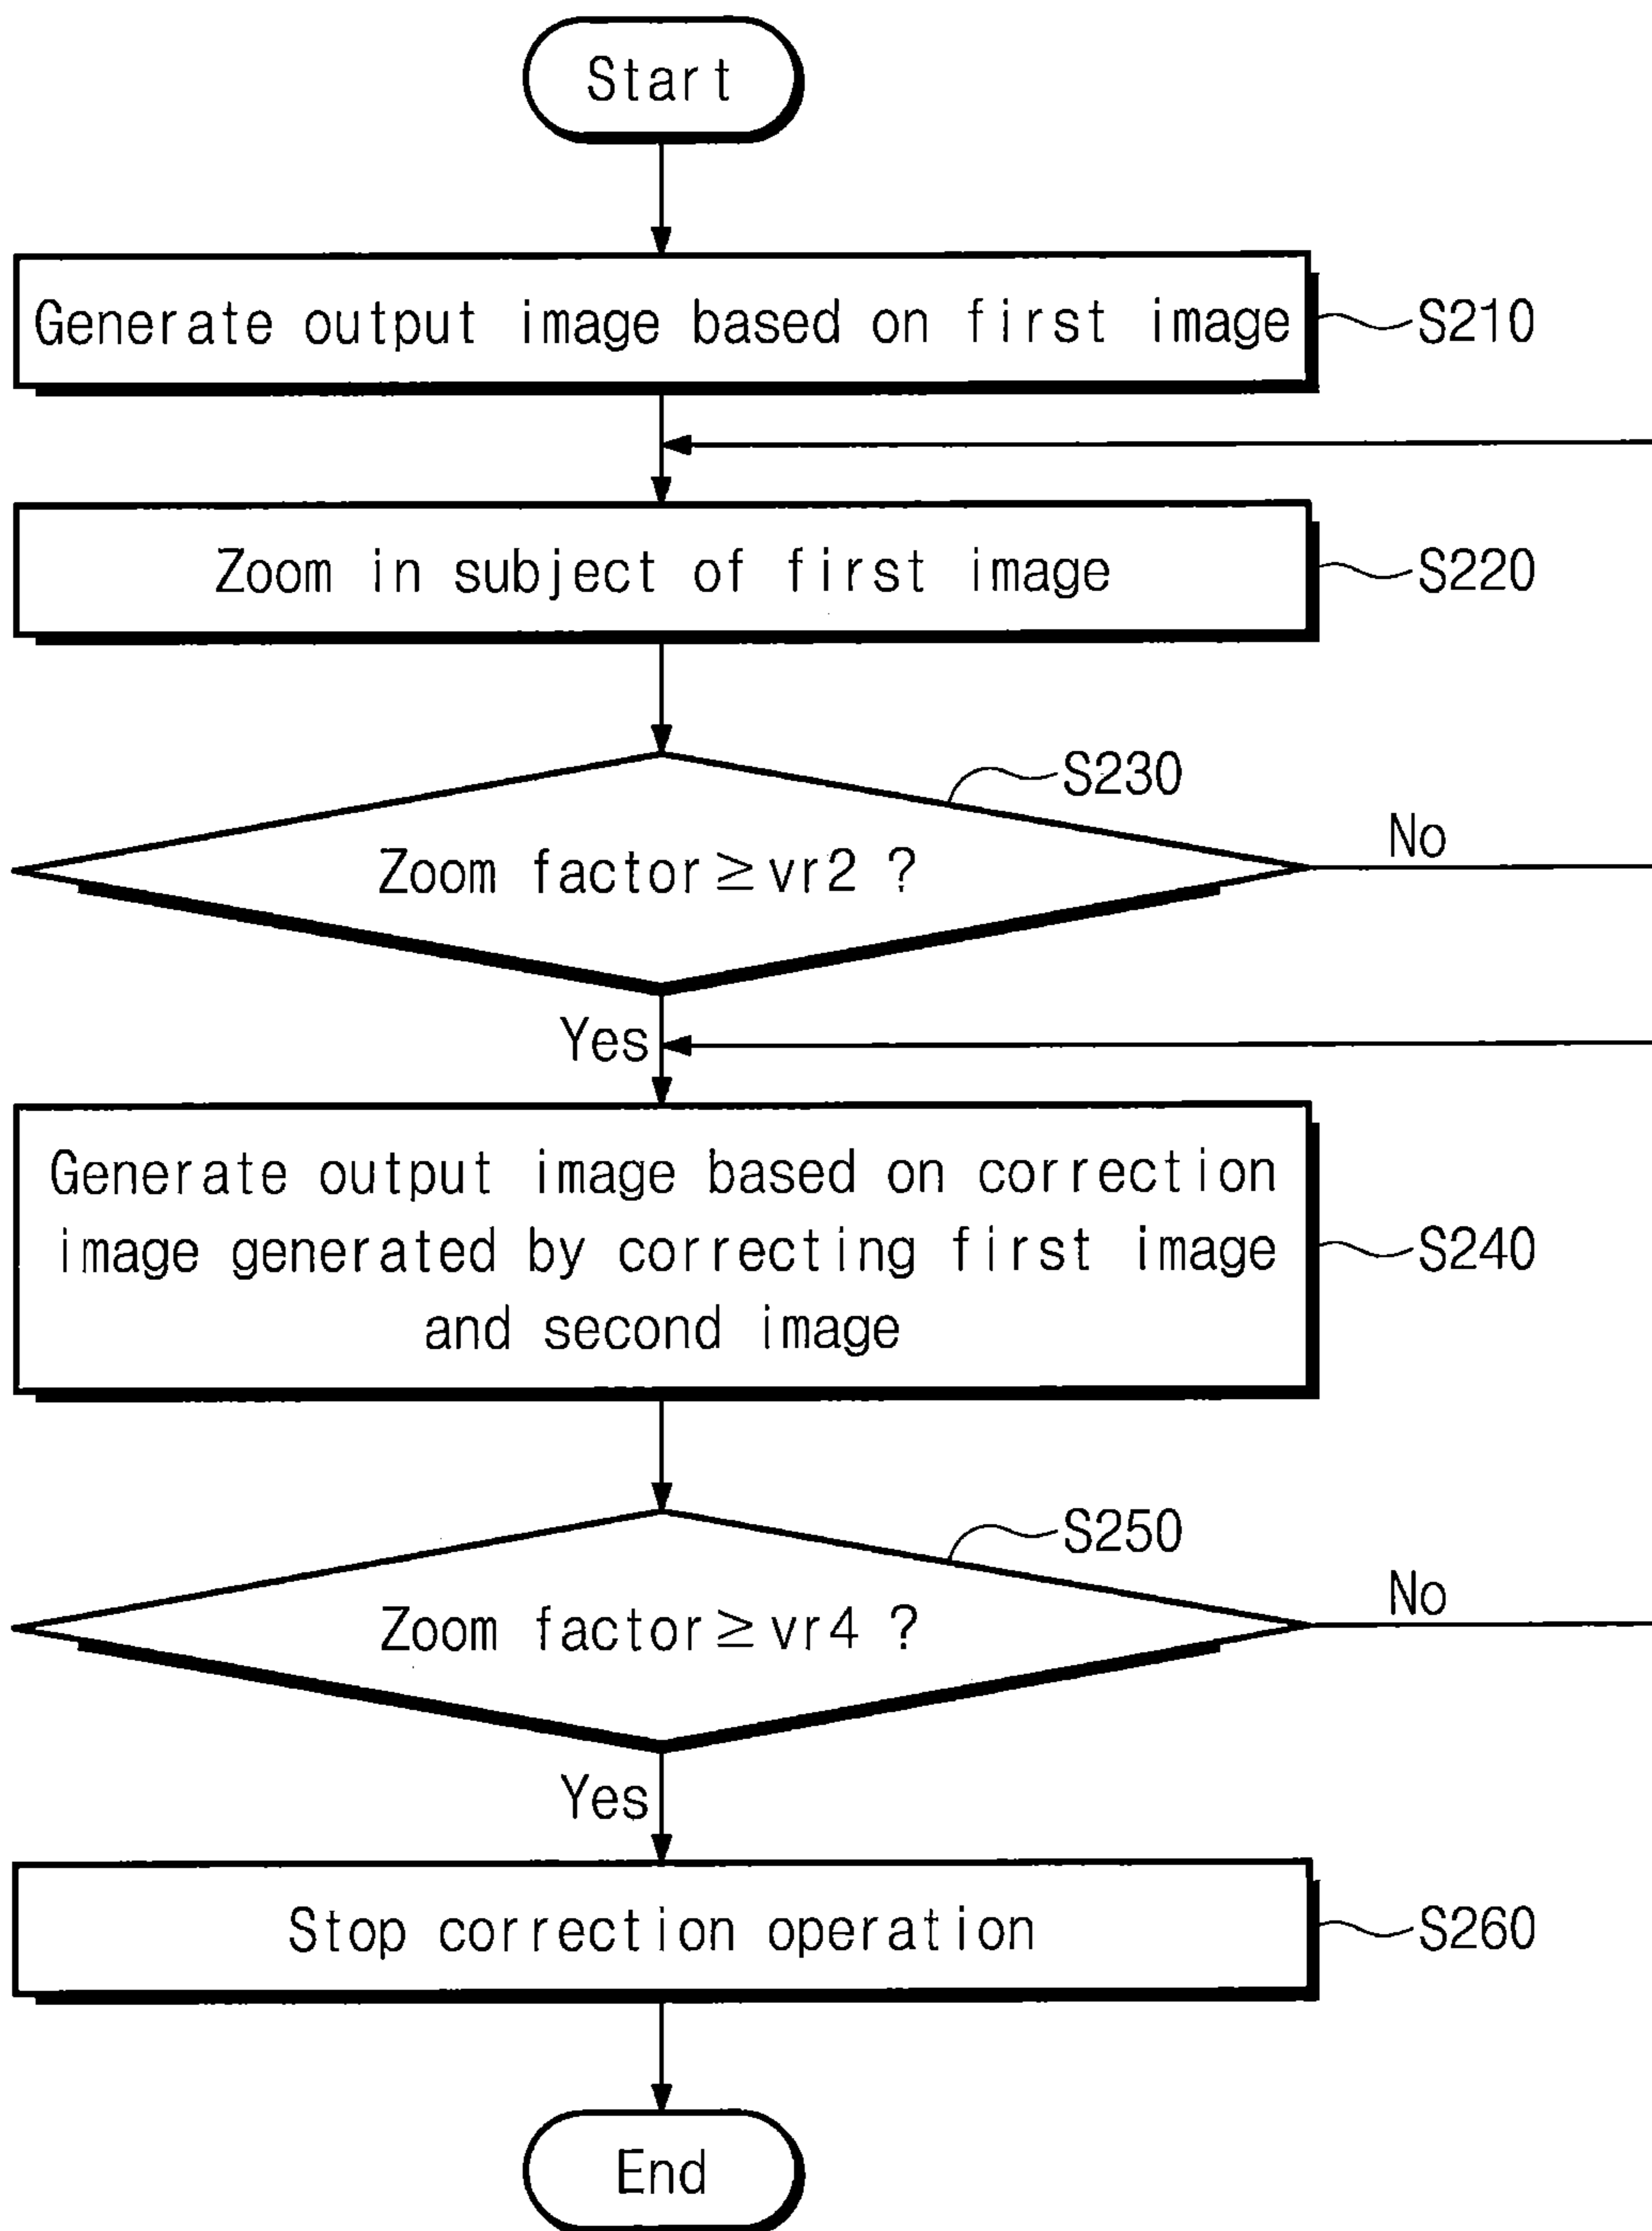 Start
Generate output image based on first image
S210
Zoom in subject of first image
S220
S230
Zoom factor≥vr2 ?
No
Yes
Generate output image based on correction
image generated by correcting first image
and second image
S240
S250
Zoom factor≥vr4 ?
No
Yes
Stop correction operation
S260
End